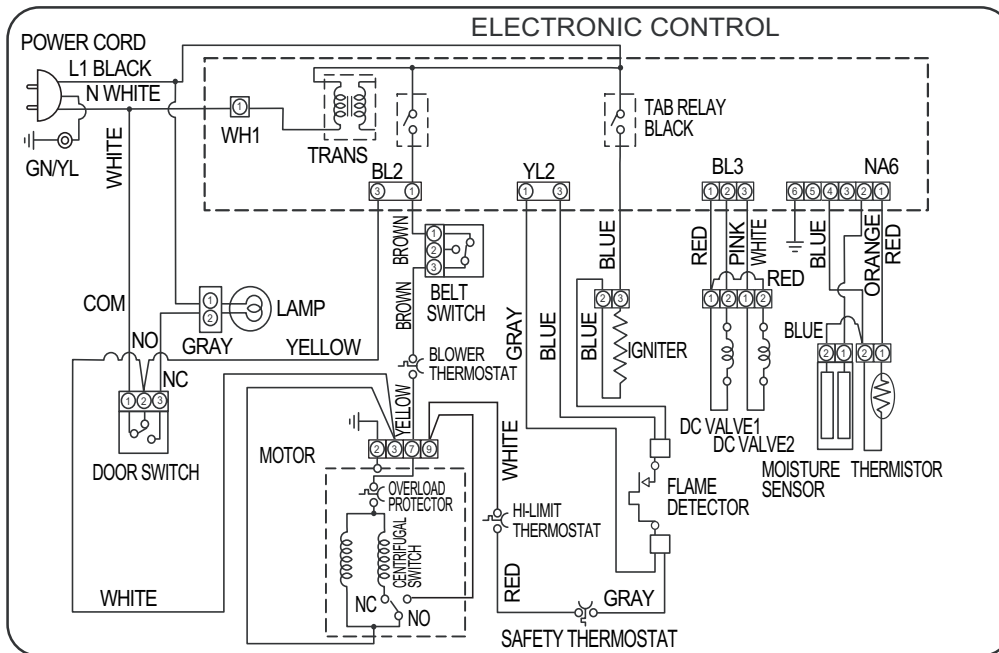 ELECTRONIC CONTROL
POWER CORD
L1 BLACK
N WHITE
GN/YL
WHITE
1
WH1
TRANS
TAB RELAY
BLACK
BL2
3 1
YL2
1 3
BL3
1 2 3
NA6
6 5 4 3 2 1
BROWN
1
2
3
BELT
SWITCH
BROWN
BLUE
RED
PINK
WHITE
BLUE
ORANGE
RED
COM
1
2
LAMP
GRAY
YELLOW
NO
NC
1 2 3
DOOR SWITCH
BLOWER
THERMOSTAT
YELLOW
GRAY
BLUE
BLUE
2 3
IGNITER
RED
1 2 1 2
DC VALVE1
DC VALVE2
BLUE
2 1 2 1
MOISTURE
SENSOR
THERMISTOR
MOTOR
2 3 7 9
WHITE
OVERLOAD
PROTECTOR
CENTRIFUGAL
SWITCH
NC
NO
HI-LIMIT
THERMOSTAT
FLAME
DETECTOR
WHITE
RED
GRAY
SAFETY THERMOSTAT